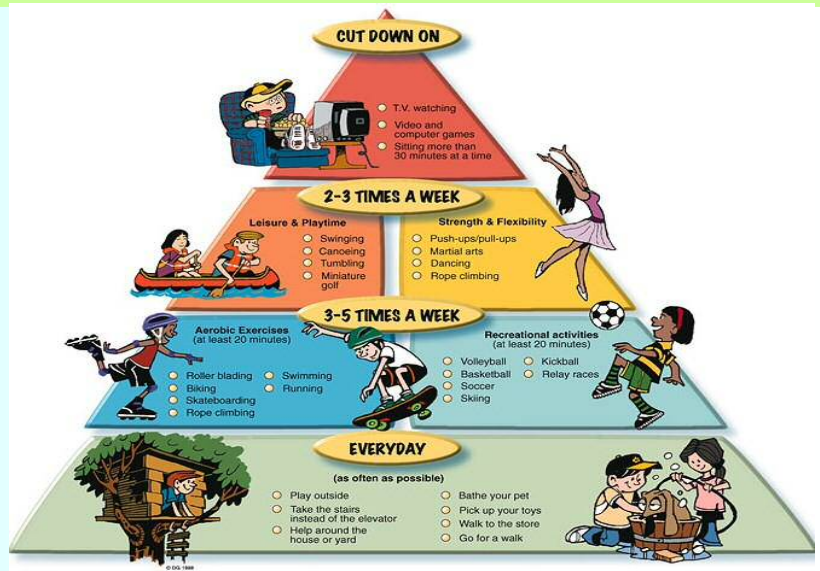 CUT DOWN ON
T.V. watching
Video and
computer games
Sitting more than
30 minutes at a time
2-3 TIMES A WEEK
Leisure & Playtime
Swinging
Canoeing
Tumbling
Miniature
golf
Strength & Flexibility
Push-ups/pull-ups
Martial arts
Dancing
Rope climbing
3-5 TIMES A WEEK
Aerobic Exercises
(at least 20 minutes)
Roller blading
Biking
Skateboarding
Rope climbing
Swimming
Running
Recreational activities
(at least 20 minutes)
Volleyball
Basketball
Soccer
Skiing
Kickball
Relay races
EVERYDAY
(as often as possible)
Play outside
Take the stairs
instead of the elevator
Help around the
house or yard
Bathe your pet
Pick up your toys
Walk to the store
Go for a walk